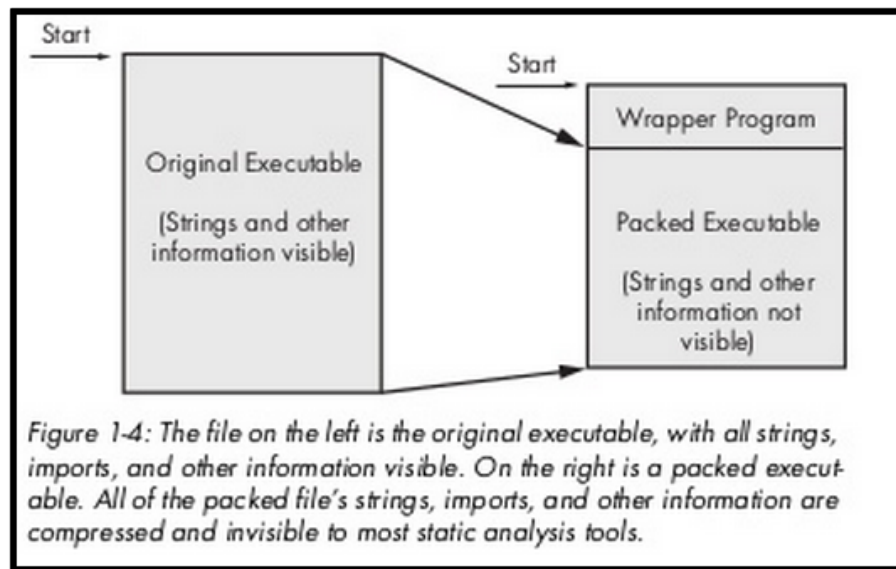 Start
Original Executable
(Strings and other
information visible)
Start
Wrapper Program
Packed Executable
(Strings and other
information not
visible)
Figure 1-4: The file on the left is the original executable, with all strings,
imports, and other information visible. On the right is a packed execut-
able. All of the packed file's strings, imports, and other information are
compressed and invisible to most static analysis tools.